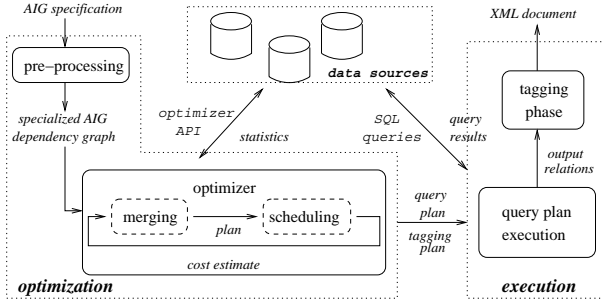 AIG specification
pre-processing
specialized AIG
dependency graph
data sources
optimizer
API
statistics
SQL
queries
query
results
XML document
tagging
phase
output
relations
optimizer
merging
plan
scheduling
cost estimate
query
plan
tagging
plan
query plan
execution
optimization
execution